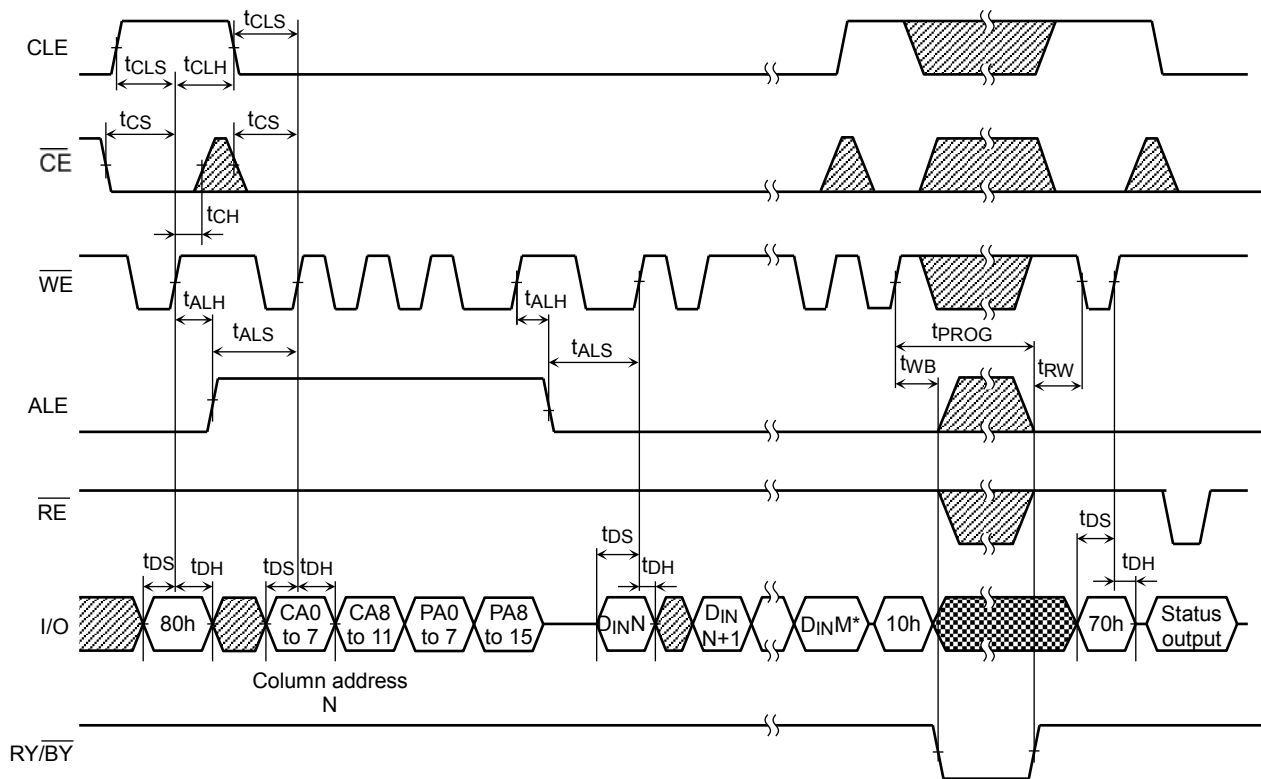 tCLS
CLE
tCLS tCLH
tCS tCS
CE
tCH
WE
tALH tALH
tALS tALS tPROG
tWB tRW
ALE
RE
tDS tDH tDS tDH tDS tDH tDS tDH
I/O
80h
CA0
to 7
CA8
to 11
PA0
to 7
PA8
to 15
DINN
DIN
N+1
DINM*
10h
70h
Status
output
Column address
N
RY/BY